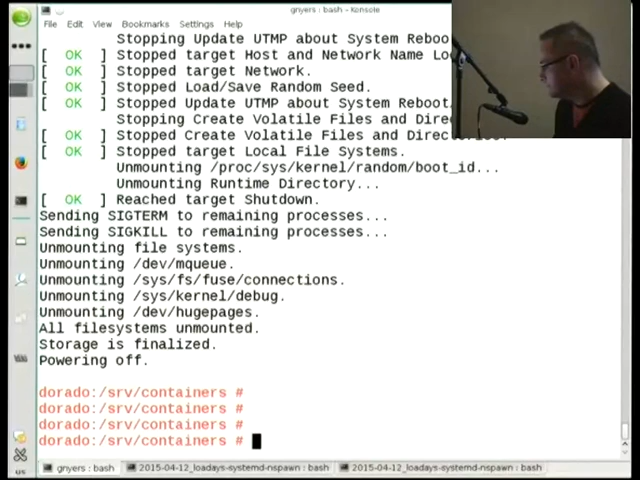 gnyers : bash - Konsole
File Edit View Bookmarks Settings Help
Stopping Update UTMP about System Reboo
[ OK ] Stopped target Host and Network Name Lo
[ OK ] Stopped target Network.
[ OK ] Stopped Load/Save Random Seed.
[ OK ] Stopped Update UTMP about System Reboot
Stopping Create Volatile Files and Dire
[ OK ] Stopped Create Volatile Files and Direc
[ OK ] Stopped target Local File Systems.
Unmounting /proc/sys/kernel/random/boot_id...
Unmounting Runtime Directory...
[ OK ] Reached target Shutdown.
Sending SIGTERM to remaining processes...
Sending SIGKILL to remaining processes...
Unmounting file systems.
Unmounting /dev/mqueue.
Unmounting /sys/fs/fuse/connections.
Unmounting /sys/kernel/debug.
Unmounting /dev/hugepages.
All filesystems unmounted.
Storage is finalized.
Powering off.
dorado:/srv/containers #
dorado:/srv/containers #
dorado:/srv/containers #
dorado:/srv/containers #
gnyers : bash 2015-04-12_loadays-systemd-nspawn : bash 2015-04-12_loadays-systemd-nspawn : bash
us